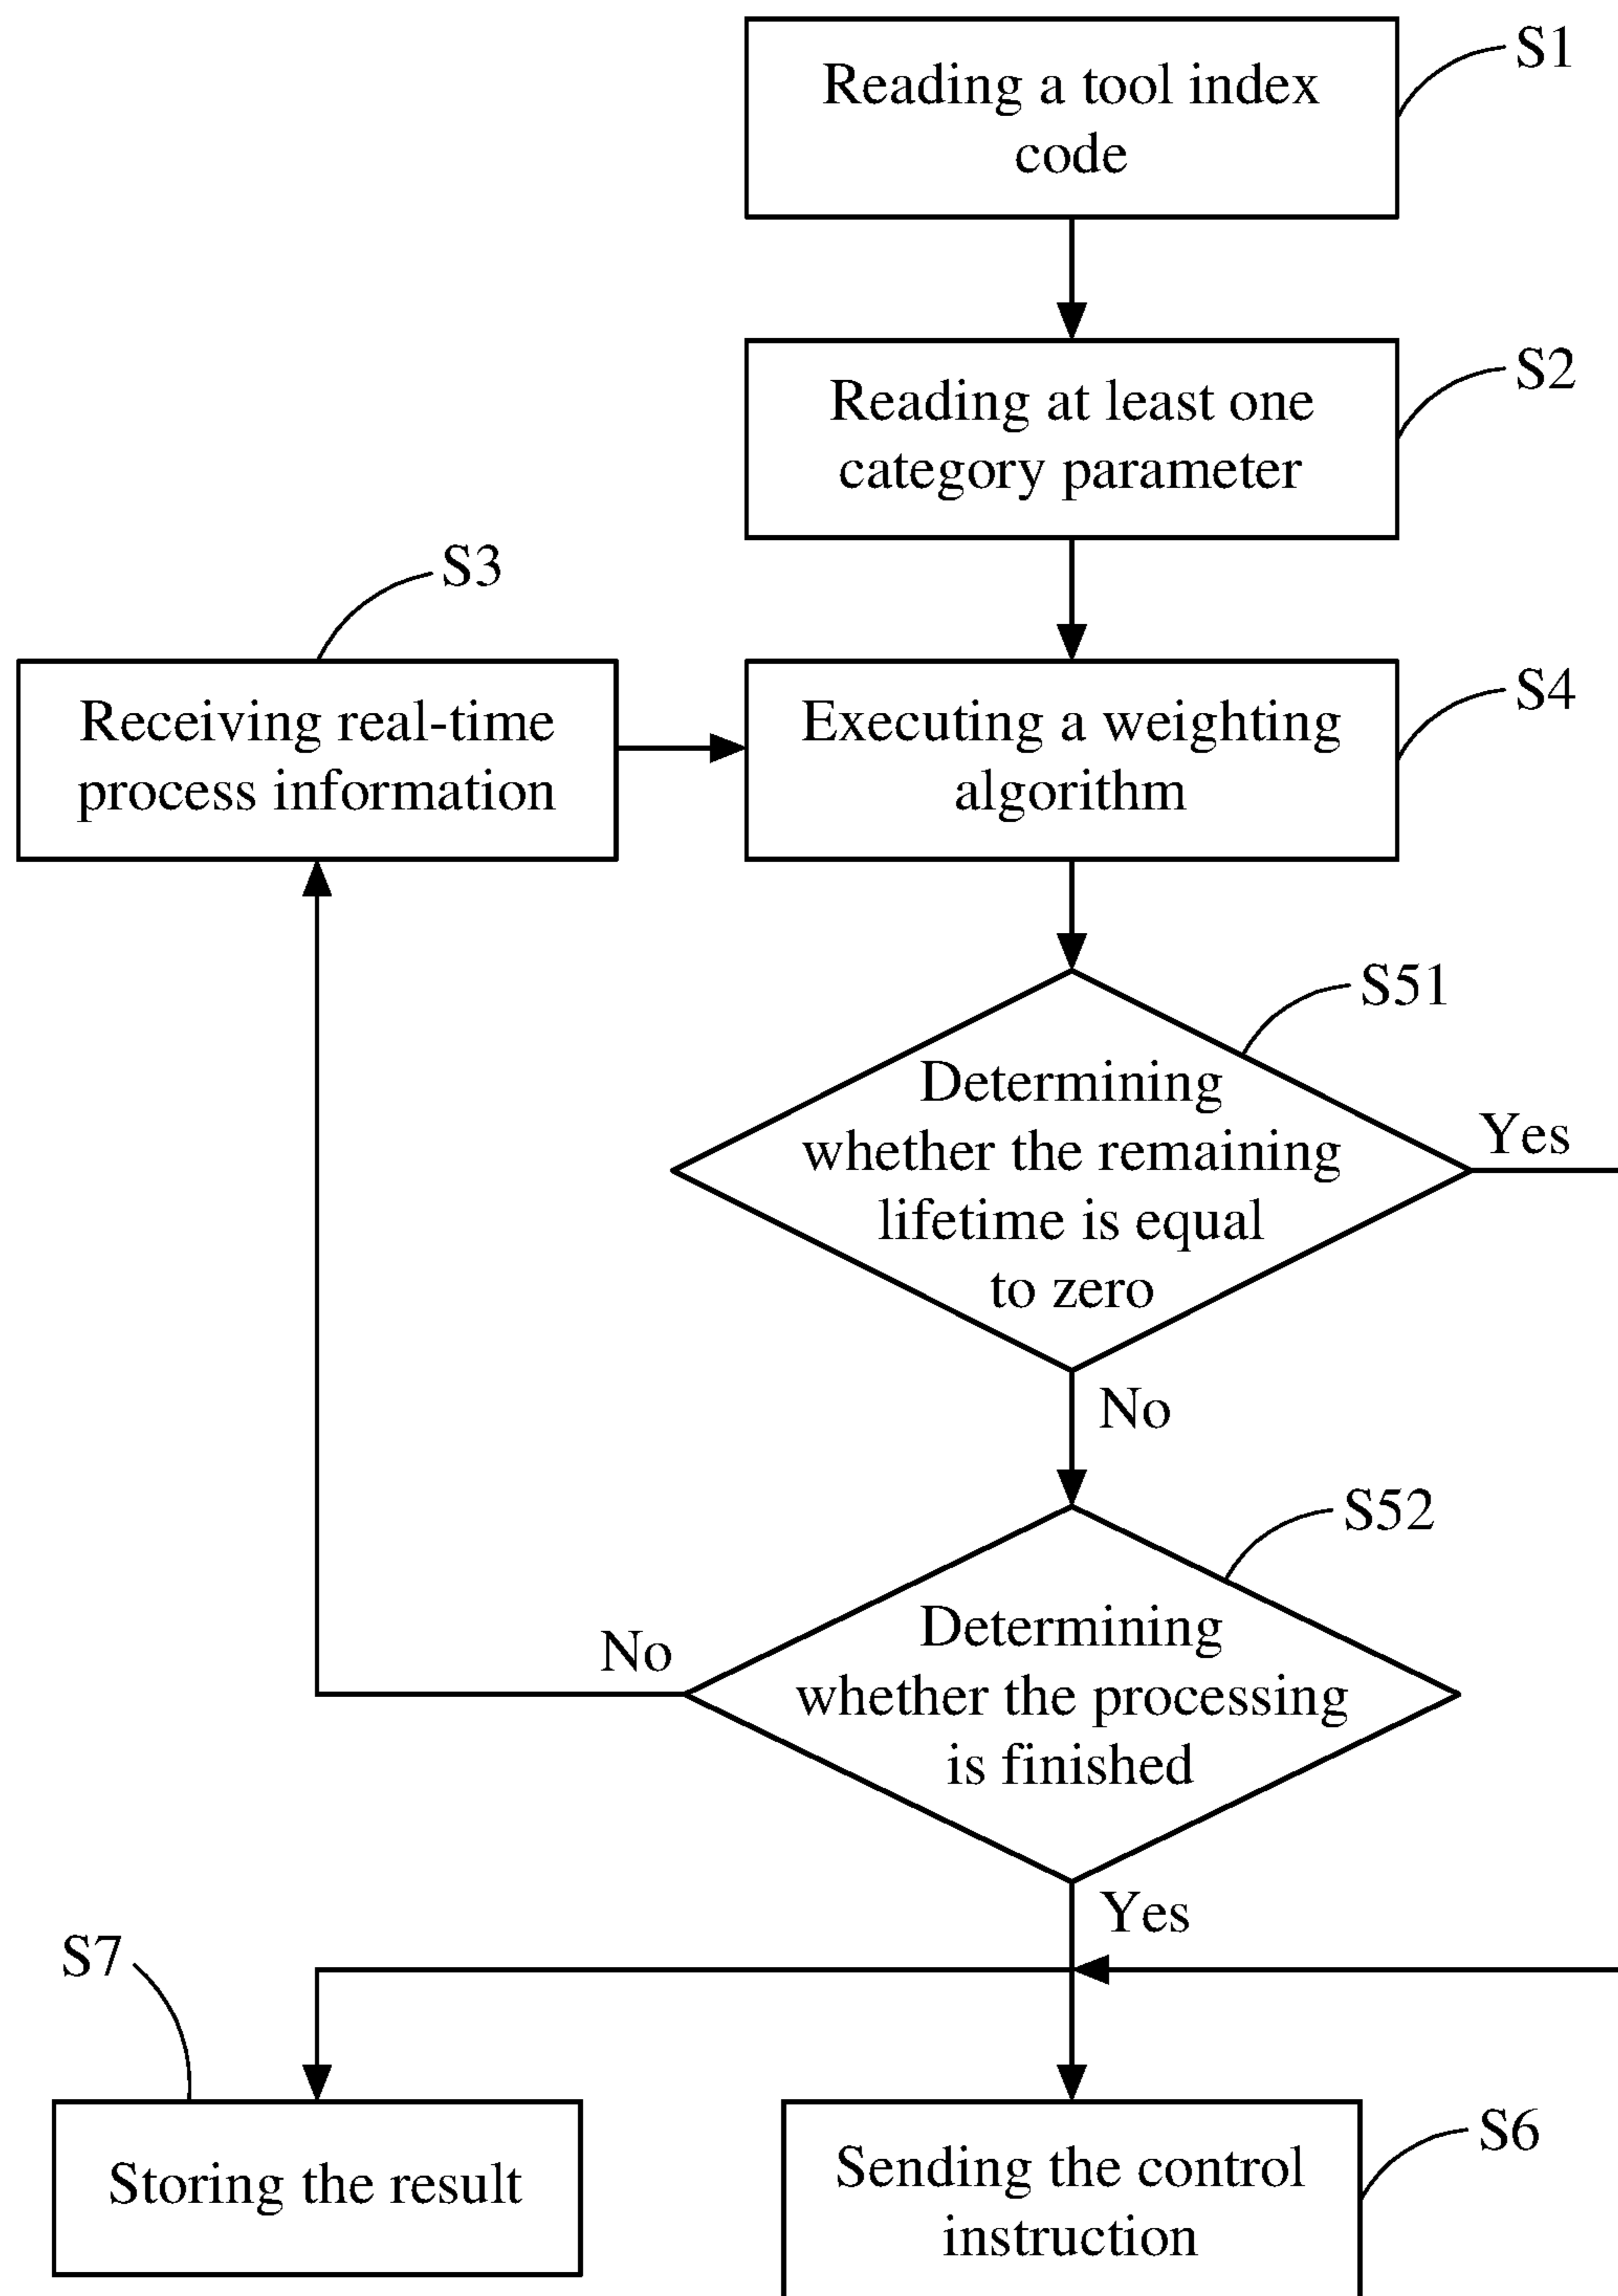 S1
Reading a tool index
code
S2
Reading at least one
category parameter
S3
Receiving real-time
process information
S4
Executing a weighting
algorithm
S51
Determining
whether the remaining
lifetime is equal
to zero
Yes
No
S52
Determining
whether the processing
is finished
No
Yes
S7
Storing the result
S6
Sending the control
instruction